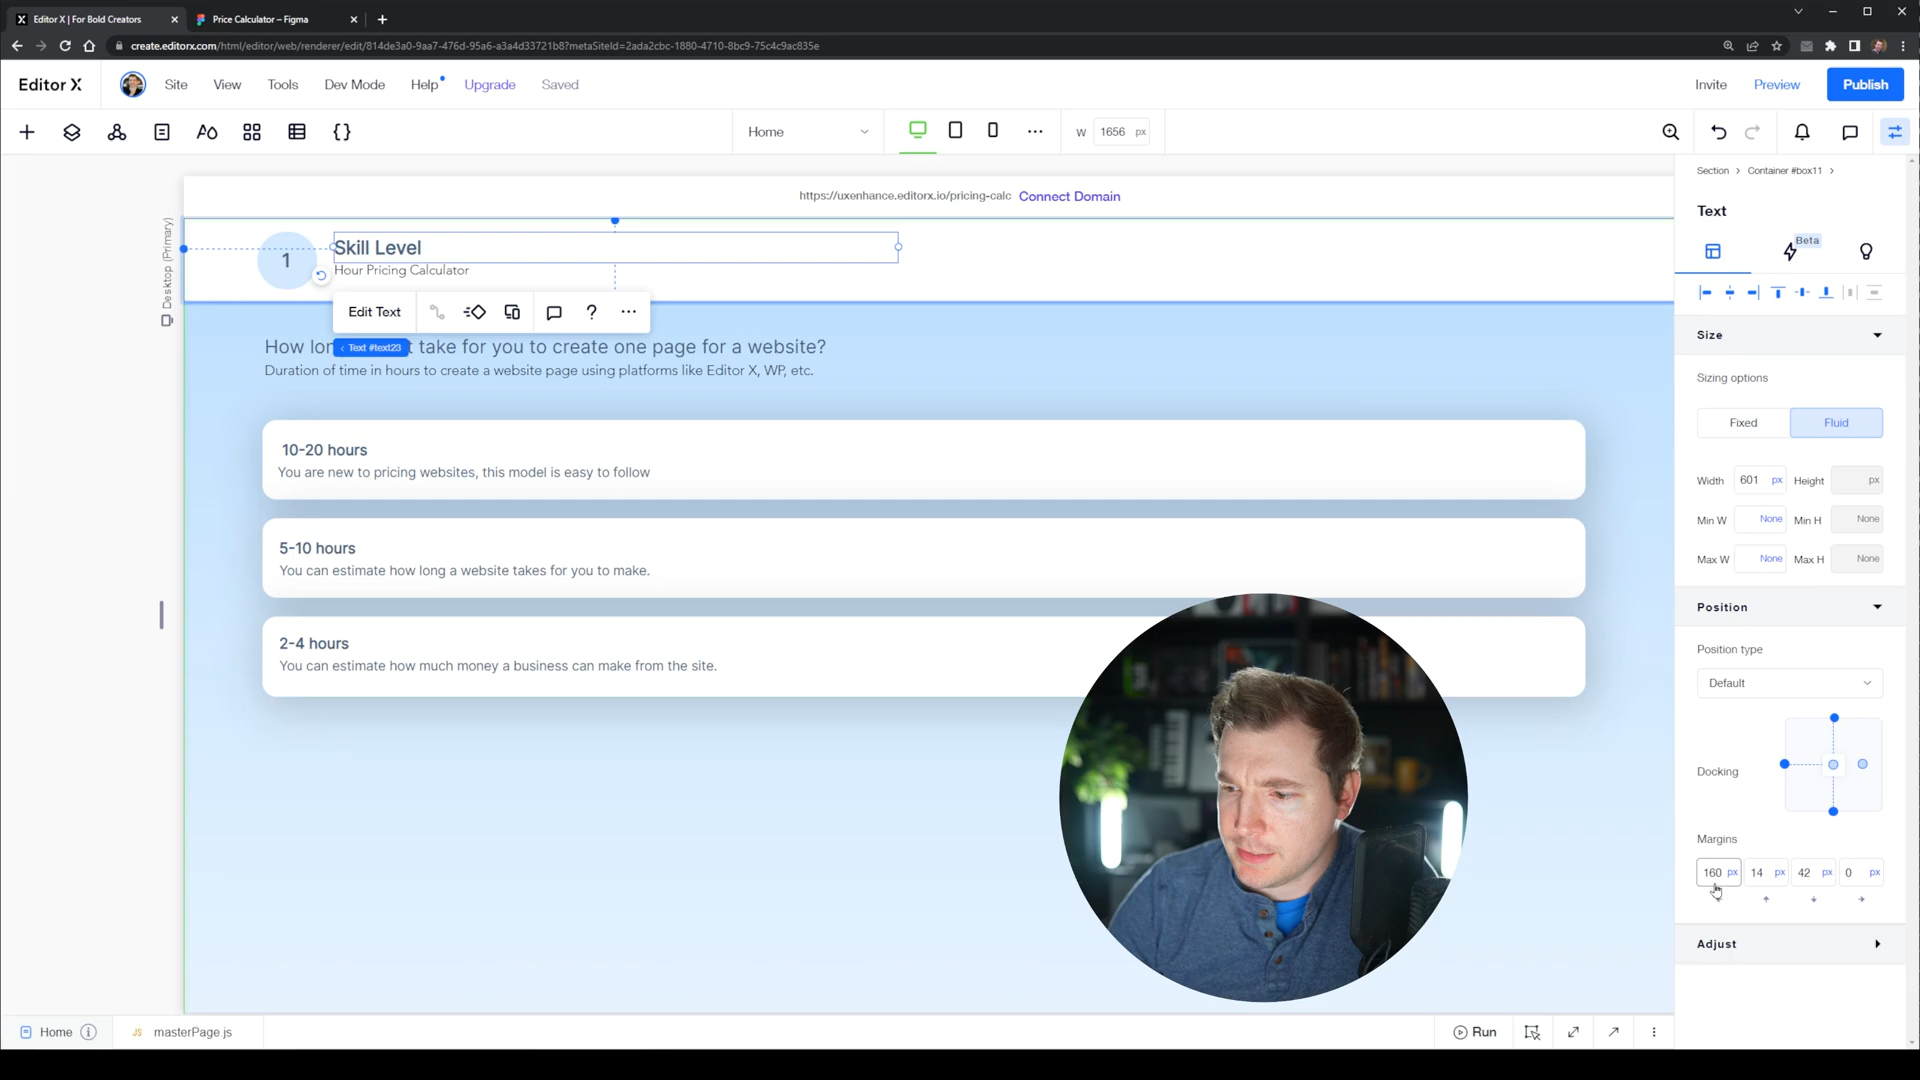 Editor X | For Bold Creators
Price Calculator – Figma
create.editorx.com/html/editor/web/renderer/edit/814de3a0-9aa7-476d-95a6-a3a4d33721b8?metaSiteId=2ada2cbc-1880-4710-8bc9-75c4c9ac835e
Editor X
Site
View
Tools
Dev Mode
Help
Upgrade
Saved
Invite
Preview
Publish
Home
W 1656 px
https://uxenhance.editorx.io/pricing-calc Connect Domain
Desktop (Primary)
1
Skill Level
Hour Pricing Calculator
Edit Text
Text #text23
How lon t take for you to create one page for a website?
Duration of time in hours to create a website page using platforms like Editor X, WP, etc.
10-20 hours
You are new to pricing websites, this model is easy to follow
5-10 hours
You can estimate how long a website takes for you to make.
2-4 hours
You can estimate how much money a business can make from the site.
Section > Container #box11 >
Text
Beta
Size
Sizing options
Fixed
Fluid
Width 601 px Height px
Min W None Min H None
Max W None Max H None
Position
Position type
Default
Docking
Margins
160 px 14 px 42 px 0 px
Adjust
Home
JS masterPage.js
Run